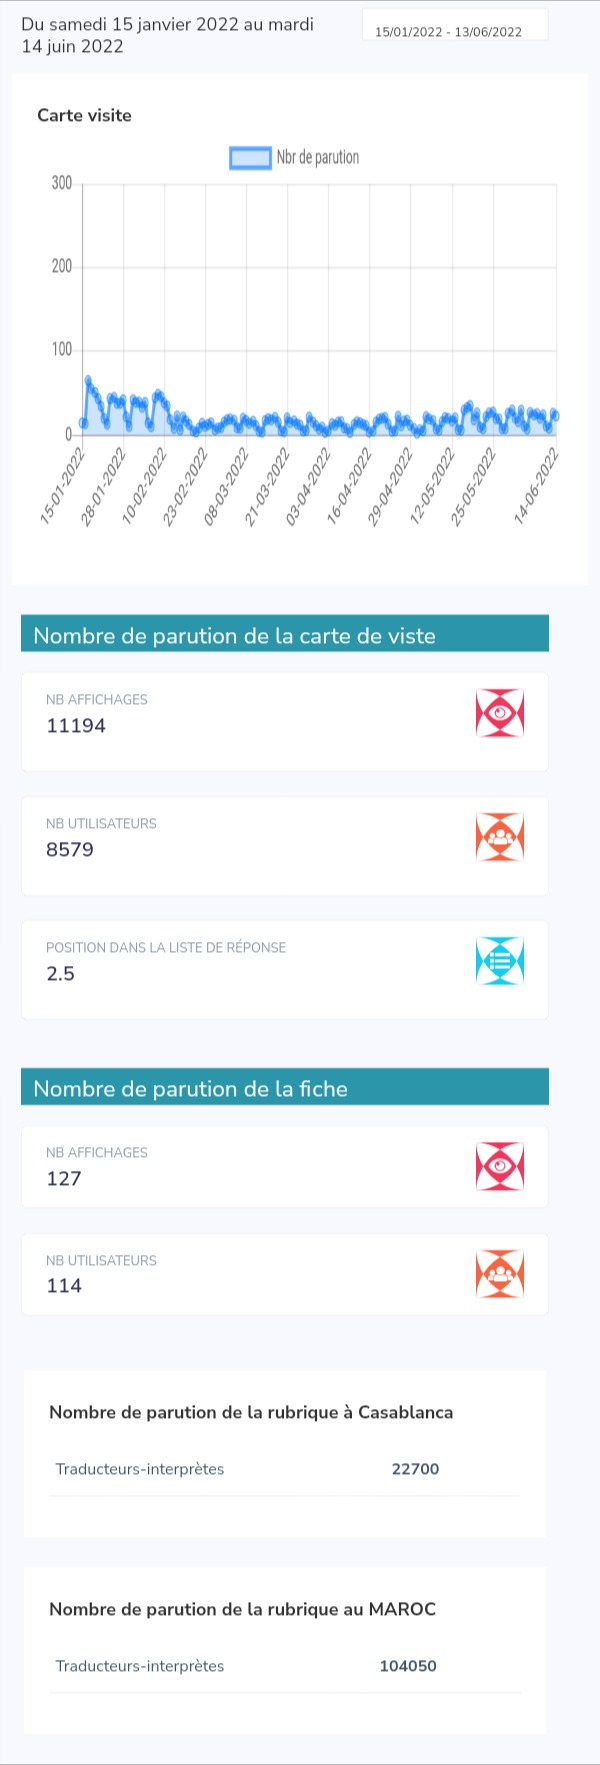 Du samedi 15 janvier 2022 au mardi
14 juin 2022
15/01/2022 - 13/06/2022
Carte visite
Nbr de parution
300
200
100
0
15-01-2022
28-01-2022
10-02-2022
23-02-2022
08-03-2022
21-03-2022
03-04-2022
16-04-2022
29-04-2022
12-05-2022
25-05-2022
14-06-2022
Nombre de parution de la carte de viste
NB AFFICHAGES
11194
NB UTILISATEURS
8579
POSITION DANS LA LISTE DE RÉPONSE
2.5
Nombre de parution de la fiche
NB AFFICHAGES
127
NB UTILISATEURS
114
Nombre de parution de la rubrique à Casablanca
Traducteurs-interprètes 22700
Nombre de parution de la rubrique au MAROC
Traducteurs-interprètes 104050